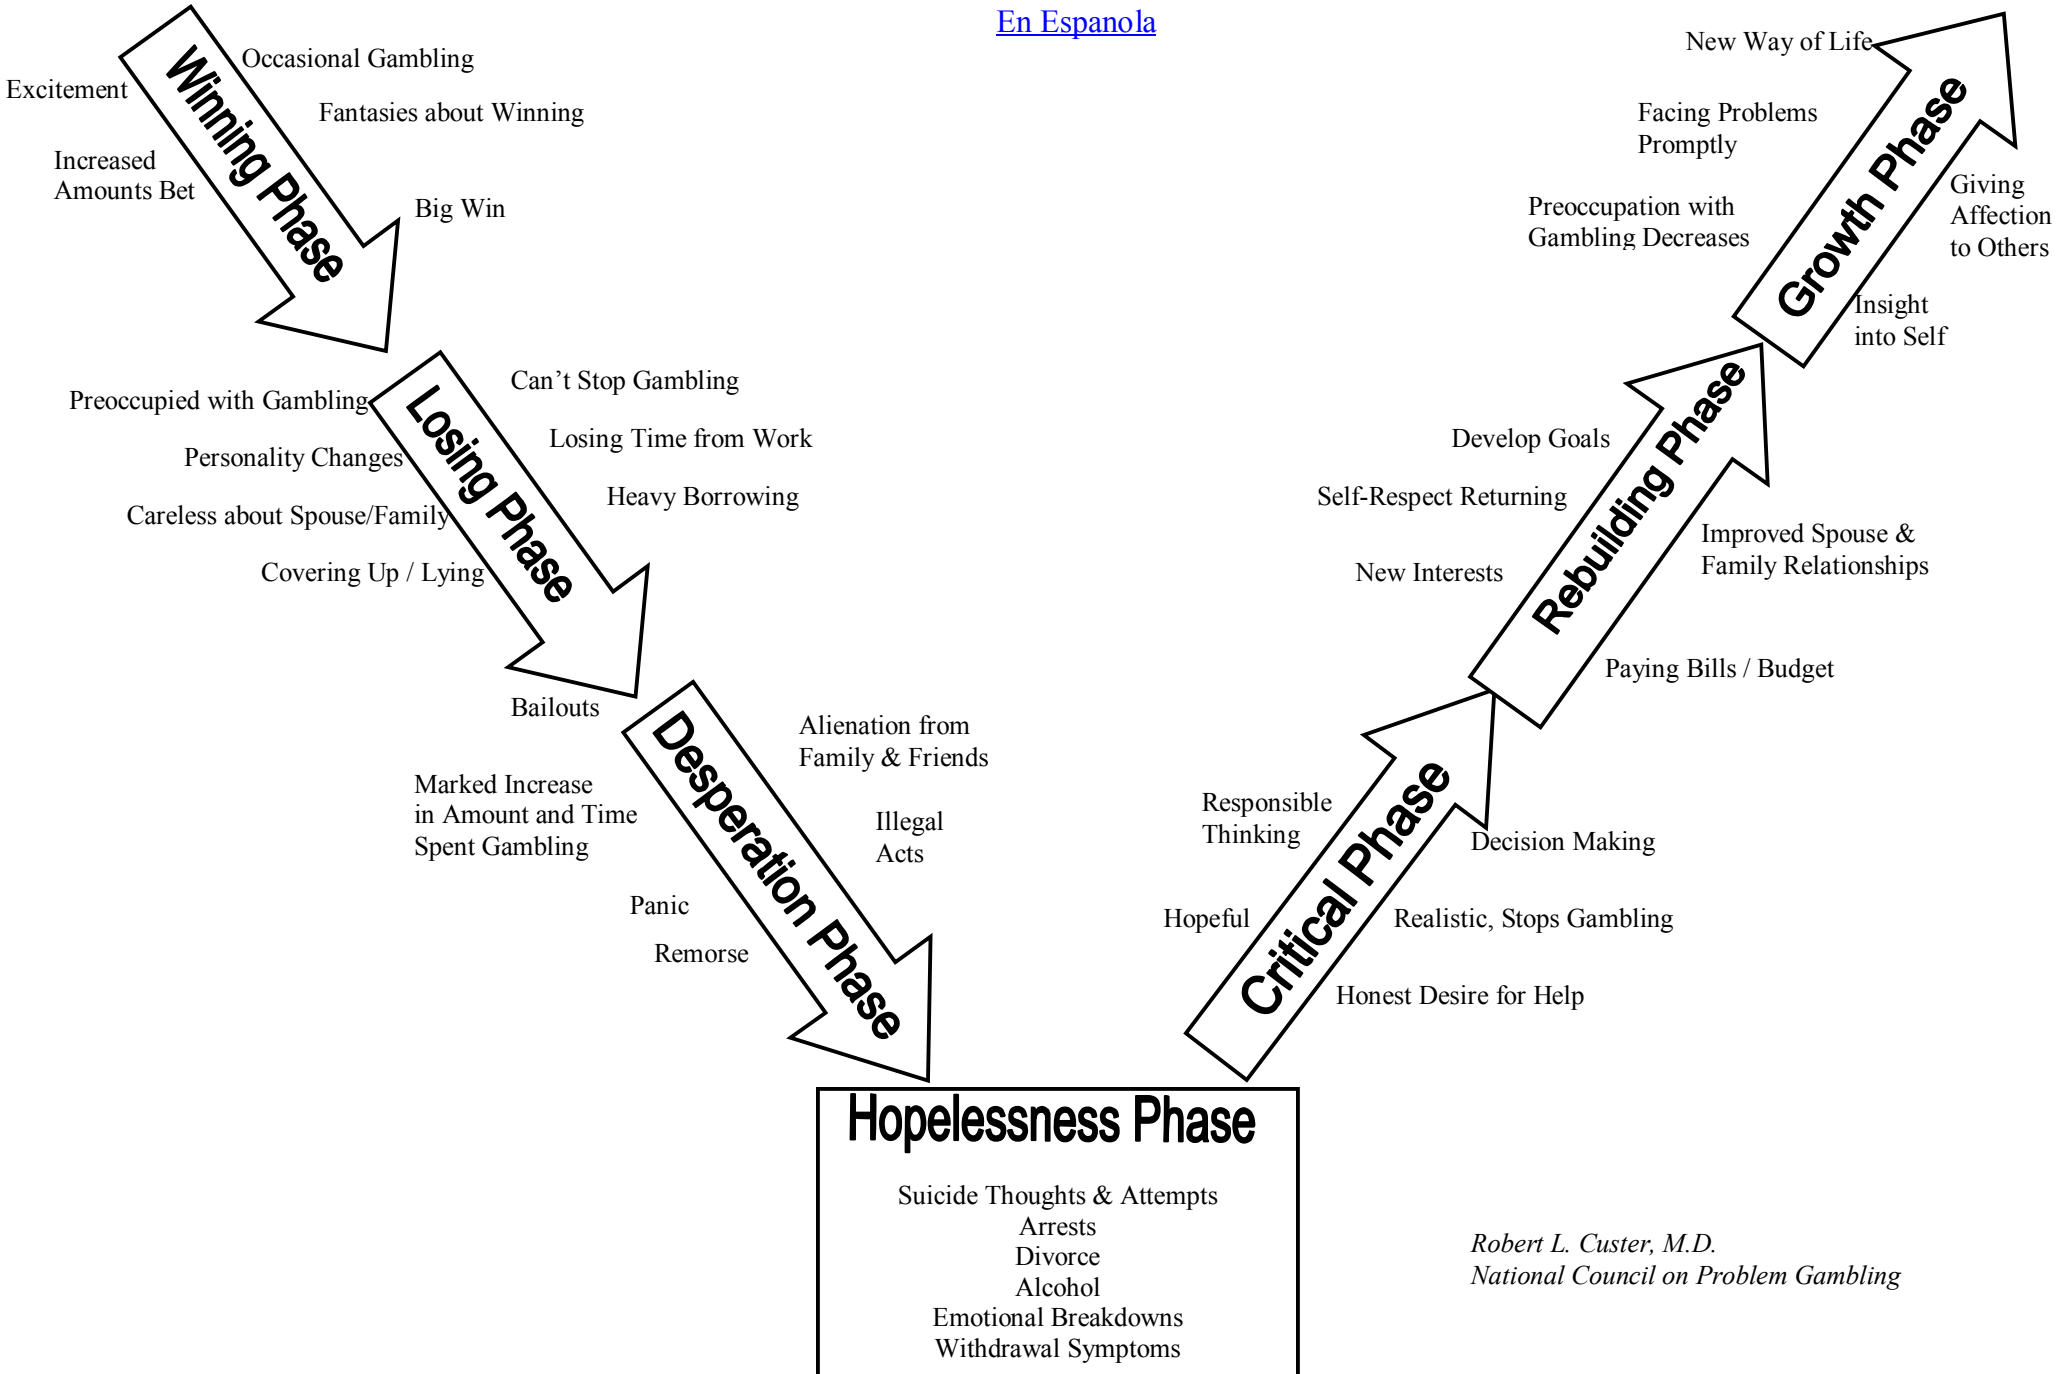 En Espanola
Winning Phase
Occasional Gambling
Excitement
Fantasies about Winning
Increased
Amounts Bet
Big Win
Losing Phase
Can’t Stop Gambling
Preoccupied with Gambling
Losing Time from Work
Personality Changes
Heavy Borrowing
Careless about Spouse/Family
Covering Up / Lying
Desperation Phase
Bailouts
Alienation from
Family & Friends
Marked Increase
in Amount and Time
Spent Gambling
Illegal
Acts
Panic
Remorse
Hopelessness Phase
Suicide Thoughts & Attempts
Arrests
Divorce
Alcohol
Emotional Breakdowns
Withdrawal Symptoms
Critical Phase
Responsible
Thinking
Decision Making
Hopeful
Realistic, Stops Gambling
Honest Desire for Help
Rebuilding Phase
Develop Goals
Self-Respect Returning
Improved Spouse &
Family Relationships
New Interests
Paying Bills / Budget
Growth Phase
New Way of Life
Facing Problems
Promptly
Giving
Affection
to Others
Preoccupation with
Gambling Decreases
Insight
into Self
Robert L. Custer, M.D.
National Council on Problem Gambling